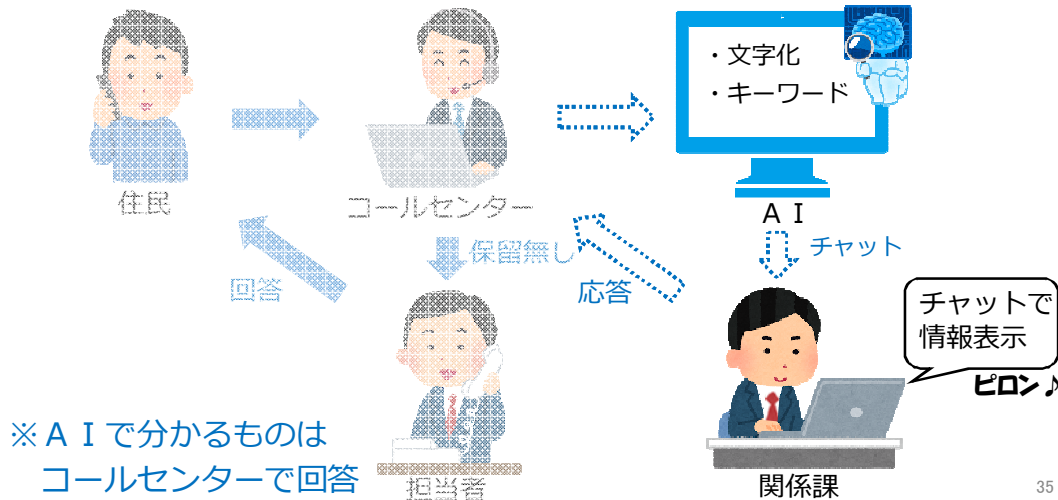 ・文字化
・キーワード
住民
コールセンター
ＡＩ
チャット
保留無し
回答
応答
チャットで
情報表示
ピロン♪
※ＡＩで分かるものは
コールセンターで回答
担当者
関係課
35